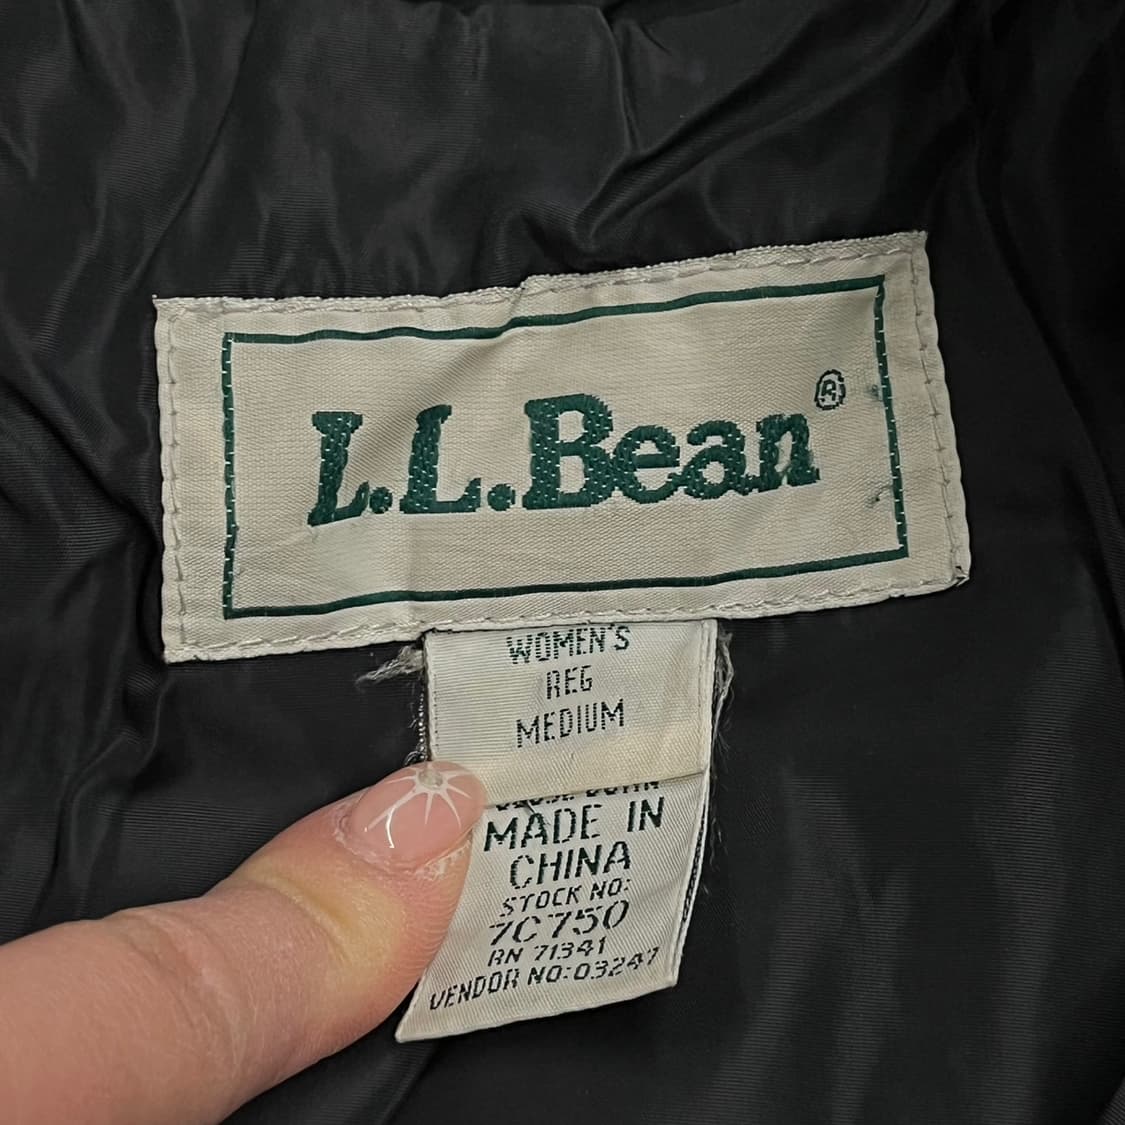 L.L.Bean®
WOMEN'S
REG
MEDIUM
MADE IN
CHINA
STOCK NO:
7C750
RN 71341
VENDOR NO:03247